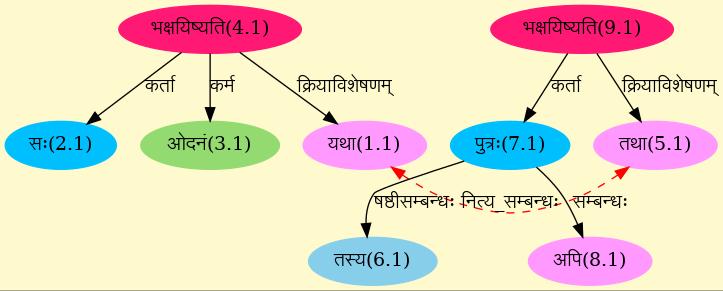 भक्षयिष्यति(4.1) भक्षयिष्यति(9.1)
कर्ता कर्म क्रियाविशेषणम् कर्ता क्रियाविशेषणम्
सः(2.1) ओदनं(3.1) यथा(1.1) पुत्रः(7.1) तथा(5.1)
षष्ठीसम्बन्धः नित्य_सम्बन्धः सम्बन्धः
तस्य(6.1) अपि(8.1)